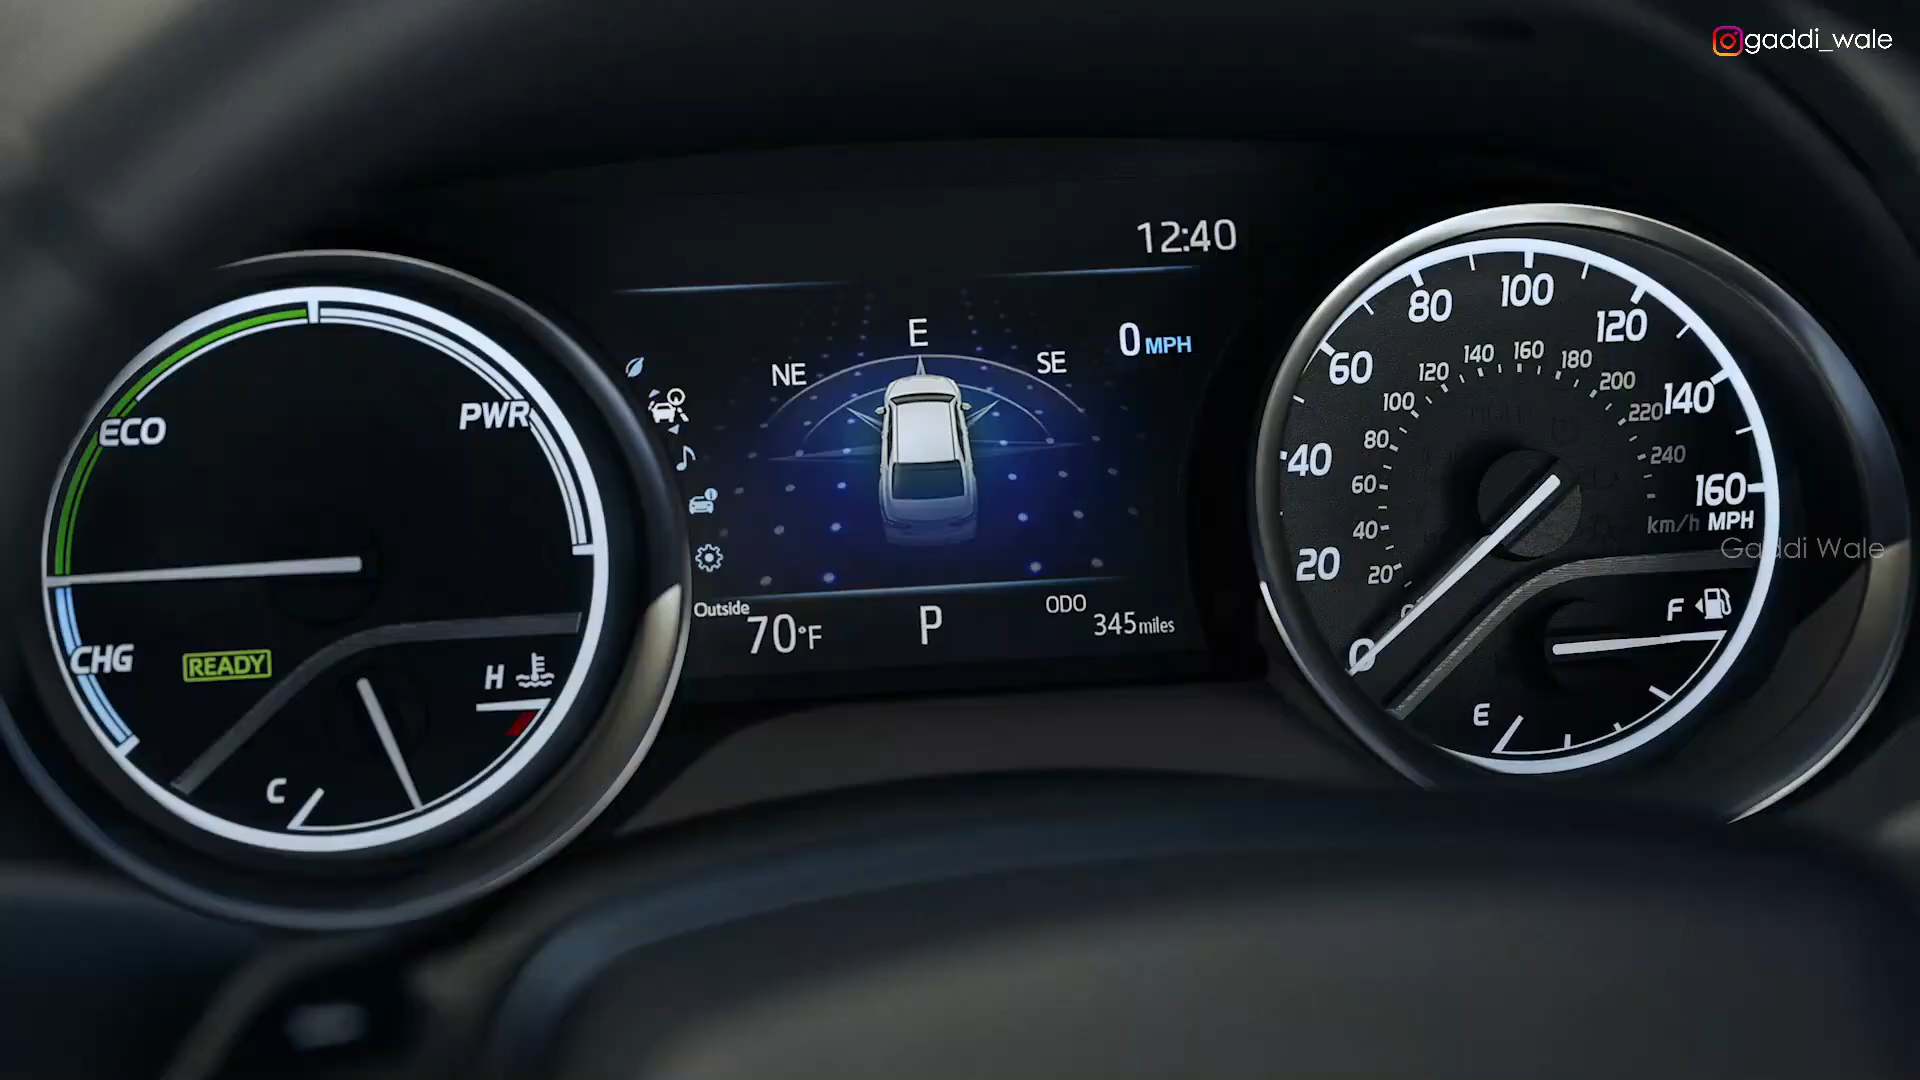 gaddi_wale
12:40
E
NE
SE
0 MPH
Outside
70°F
P
ODO
345 miles
ECO
PWR
CHG
READY
H
C
0
20
40
60
80
100
120
140
160
MPH
20
40
60
80
100
120
140
160
180
200
220
240
km/h
Gaddi Wale
F
E